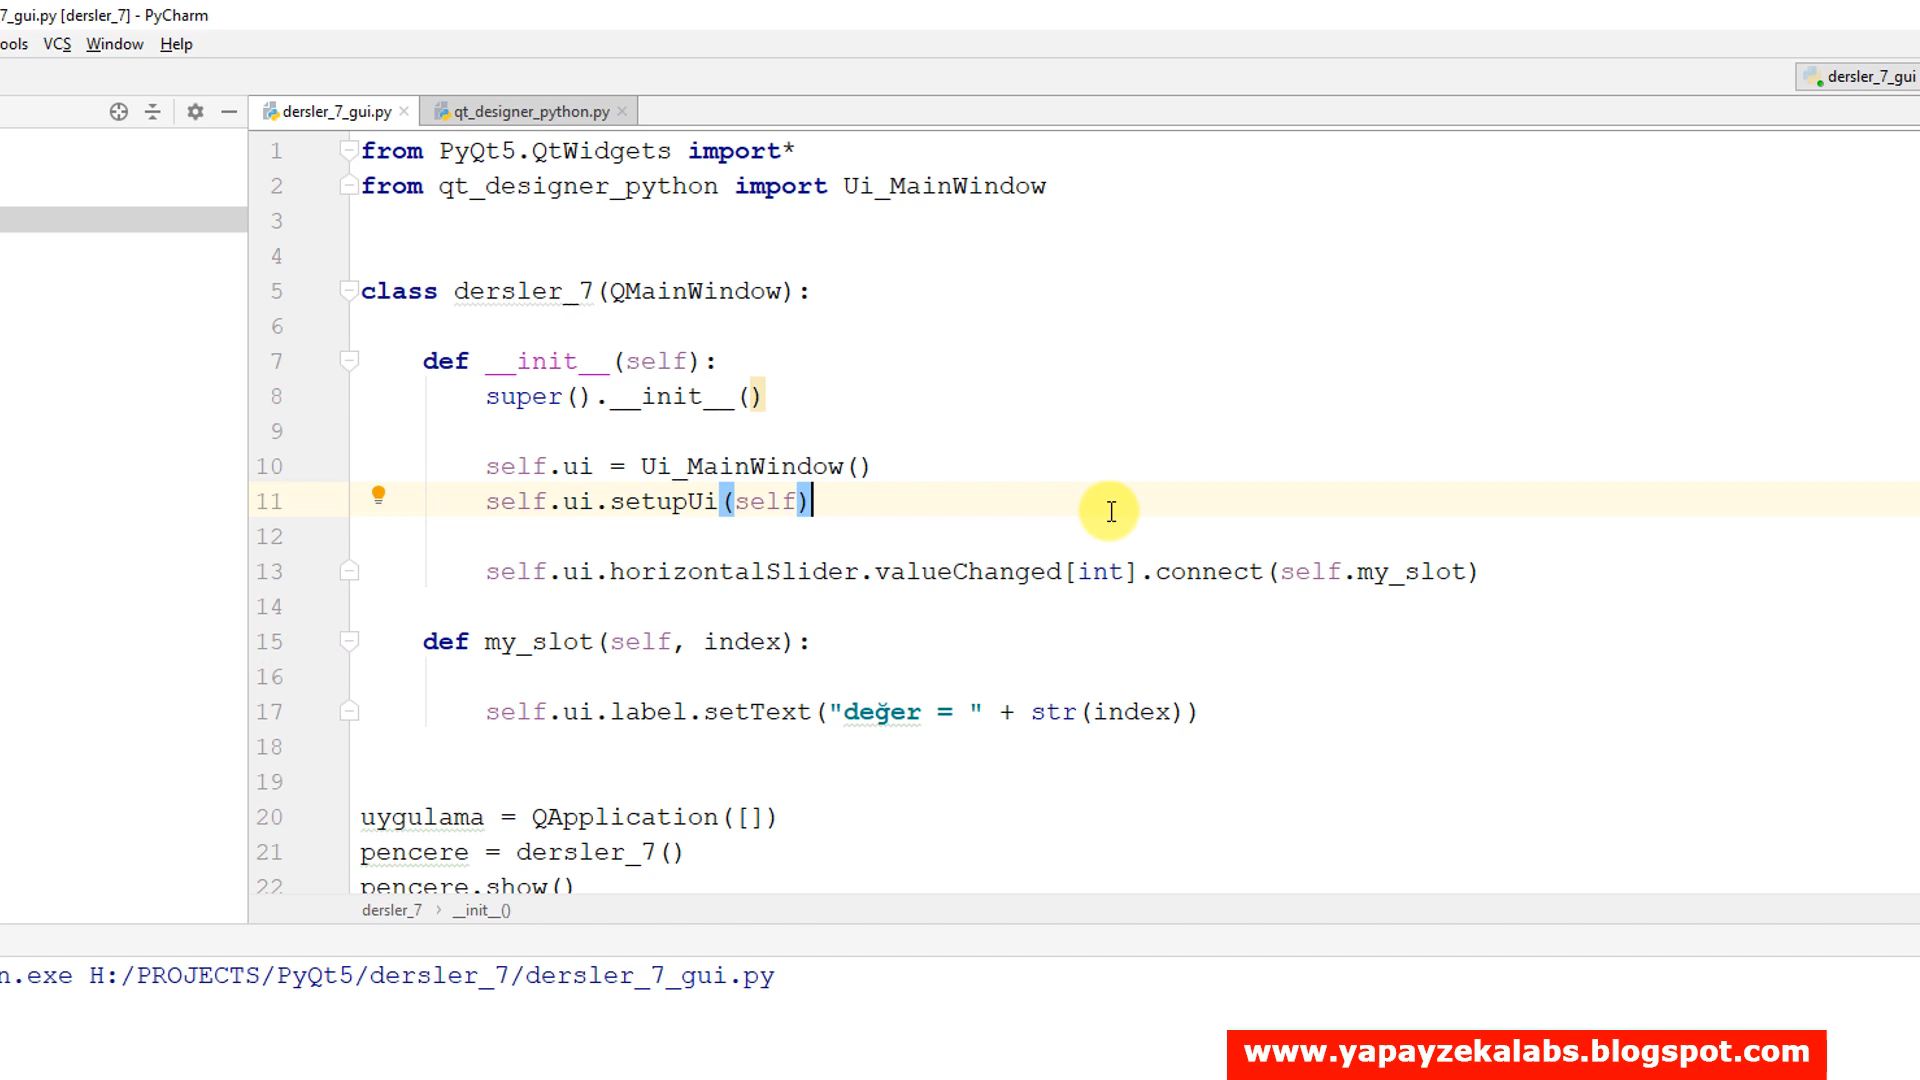 7_gui.py [dersler_7] - PyCharm
ools VCS Window Help
dersler_7_gui
dersler_7_gui.py qt_designer_python.py
1 from PyQt5.QtWidgets import*
2 from qt_designer_python import Ui_MainWindow
3
4
5 class dersler_7(QMainWindow):
6
7 def __init__(self):
8 super().__init__()
9
10 self.ui = Ui_MainWindow()
11 self.ui.setupUi(self)
12
13 self.ui.horizontalSlider.valueChanged[int].connect(self.my_slot)
14
15 def my_slot(self, index):
16
17 self.ui.label.setText("değer = " + str(index))
18
19
20 uygulama = QApplication([])
21 pencere = dersler_7()
22 pencere.show()
dersler_7 › __init__()
n.exe H:/PROJECTS/PyQt5/dersler_7/dersler_7_gui.py
www.yapayzekalabs.blogspot.com